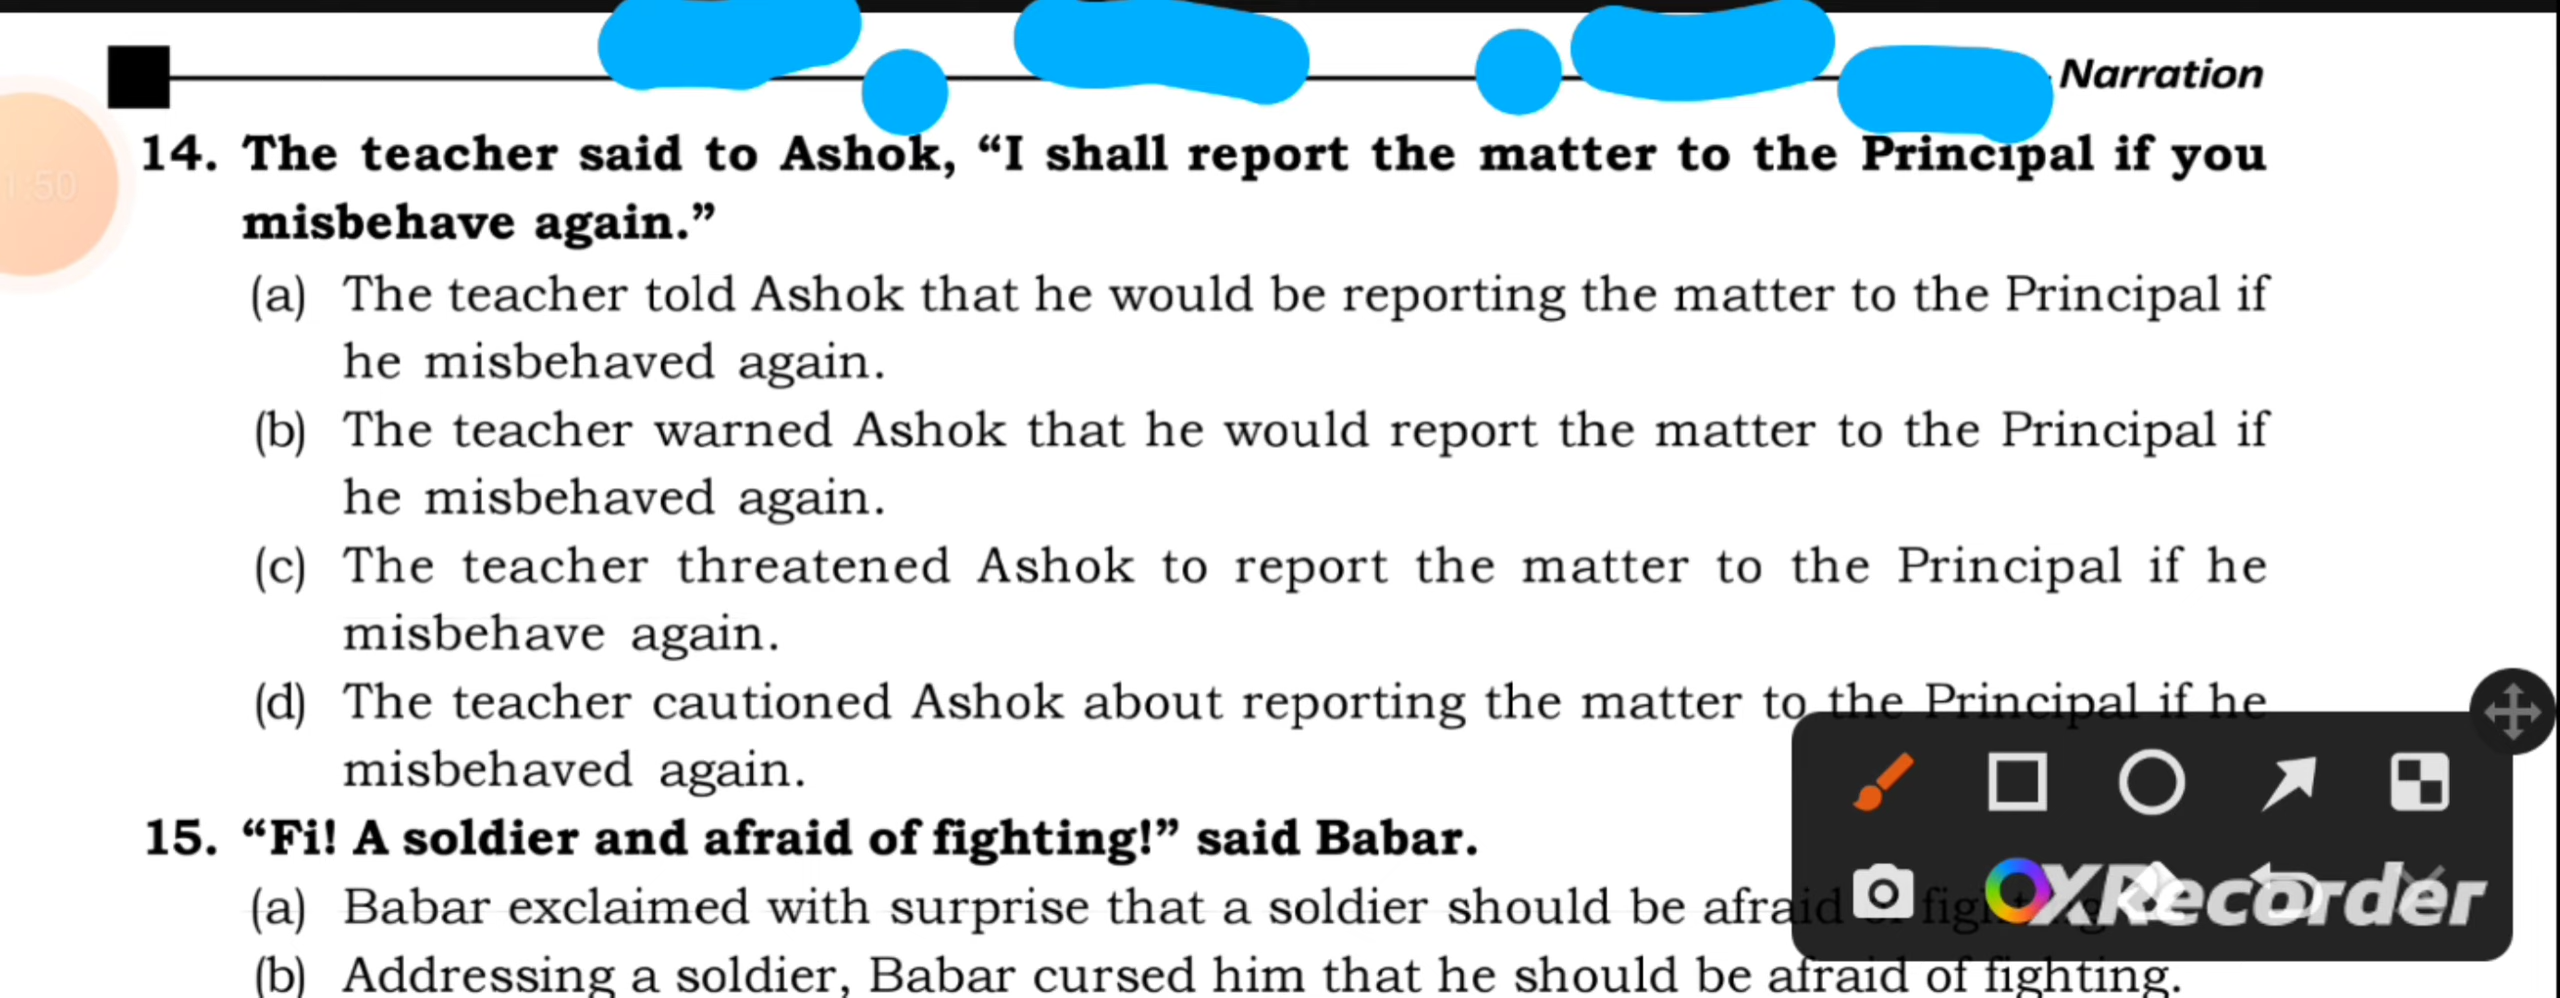 Narration
1:50
14. The teacher said to Ashok, “I shall report the matter to the Principal if you
misbehave again.”
(a) The teacher told Ashok that he would be reporting the matter to the Principal if
he misbehaved again.
(b) The teacher warned Ashok that he would report the matter to the Principal if
he misbehaved again.
(c) The teacher threatened Ashok to report the matter to the Principal if he
misbehave again.
(d) The teacher cautioned Ashok about reporting the matter to the Principal if he
misbehaved again.
15. “Fi! A soldier and afraid of fighting!” said Babar.
(a) Babar exclaimed with surprise that a soldier should be afraid
XRecorder
(b) Addressing a soldier, Babar cursed him that he should be afraid of fighting.